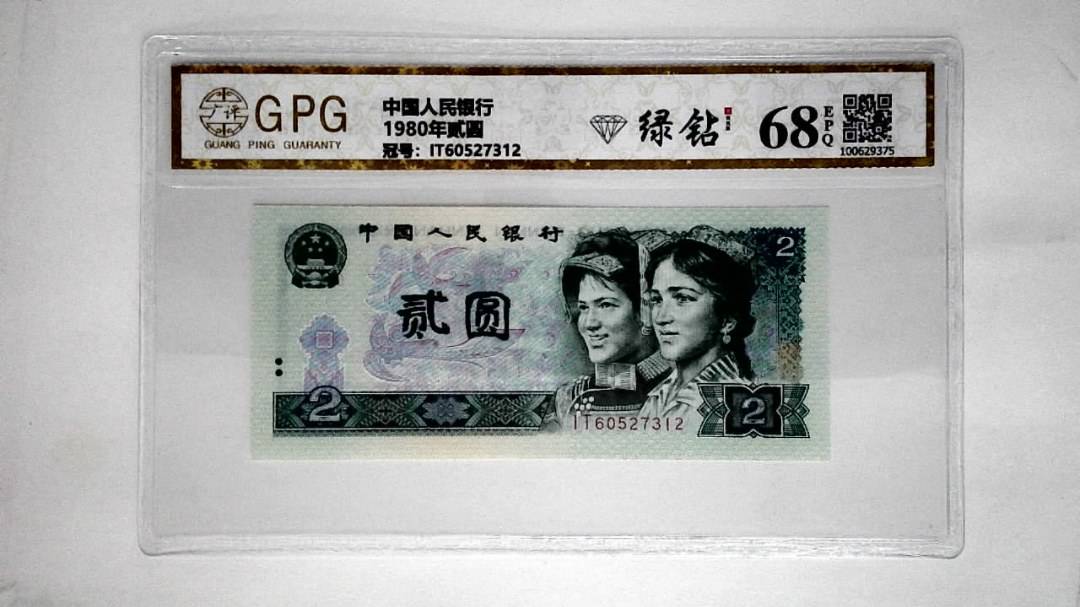 广评
GPG
GUANG PING GUARANTY
中国人民银行
1980年贰圆
冠号：IT60527312
绿钻
68
EPQ
100629375
中国人民银行
2
贰圆
2
2
IT60527312